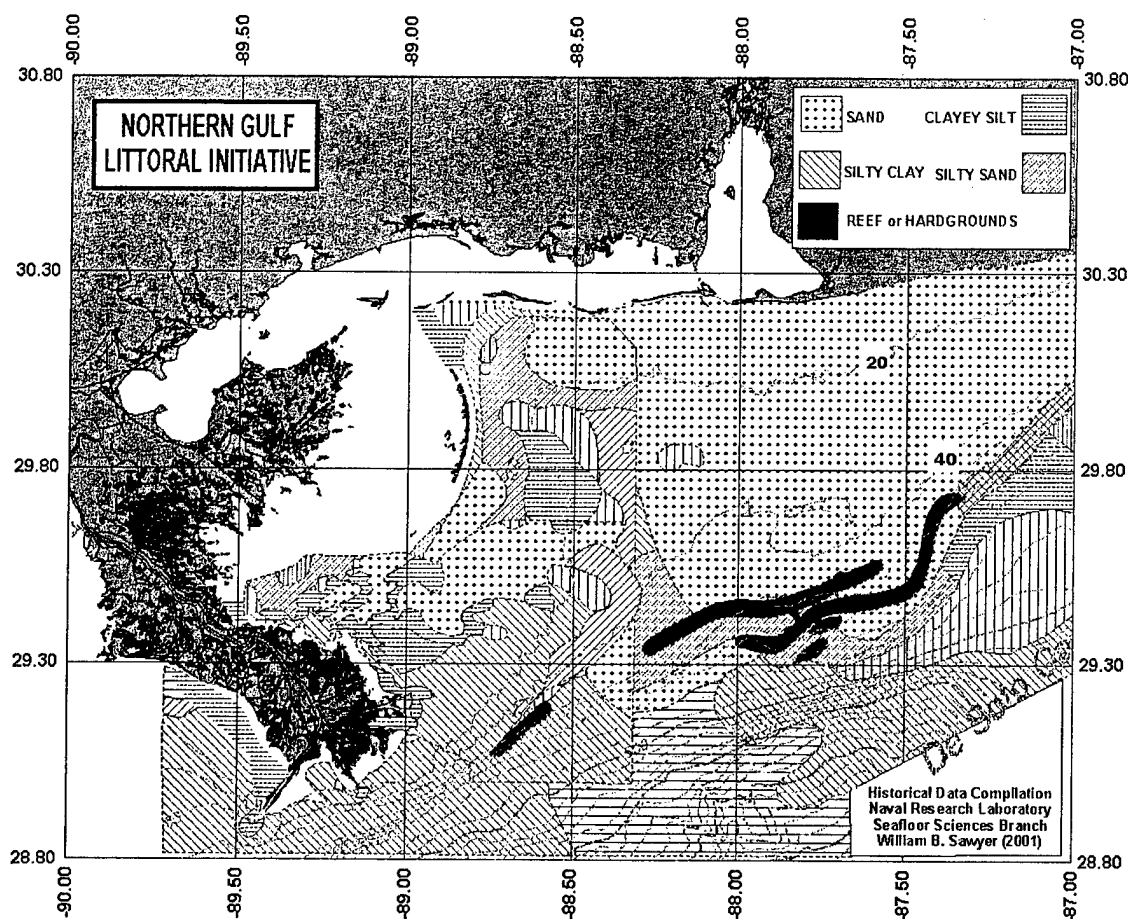 -90.00 -89.50 -89.00 -88.50 -88.00 -87.50 -87.00
30.80 30.80
NORTHERN GULF
LITTORAL INITIATIVE
SAND CLAYEY SILT
SILTY CLAY SILTY SAND
REEF or HARDGROUNDS
30.30 30.30
20
40
29.80 29.80
29.30 29.30
Historical Data Compilation
Naval Research Laboratory
Seafloor Sciences Branch
William B. Sawyer (2001)
28.80 28.80
-90.00 -89.50 -89.00 -88.50 -88.00 -87.50 -87.00